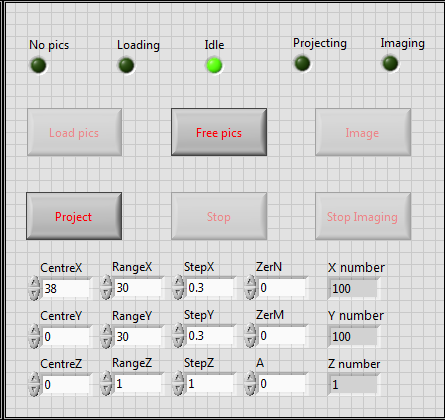 No pics Loading Idle Projecting Imaging
Load pics Free pics Image
Project Stop Stop Imaging
CentreX RangeX StepX ZerN X number
38 30 0.3 0 100
CentreY RangeY StepY ZerM Y number
0 30 0.3 0 100
CentreZ RangeZ StepZ A Z number
0 1 1 0 1